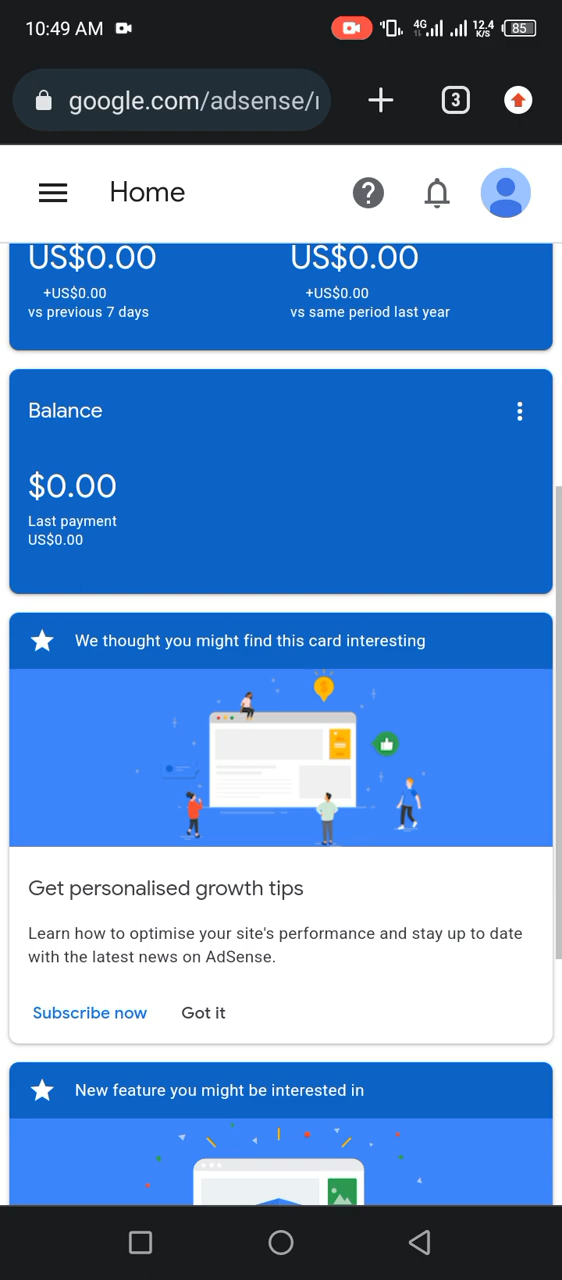 10:49 AM
4G
12.4
K/S
85
google.com/adsense/
3
Home
US$0.00 US$0.00
+US$0.00 +US$0.00
vs previous 7 days vs same period last year
Balance
$0.00
Last payment
US$0.00
We thought you might find this card interesting
Get personalised growth tips
Learn how to optimise your site's performance and stay up to date
with the latest news on AdSense.
Subscribe now Got it
New feature you might be interested in